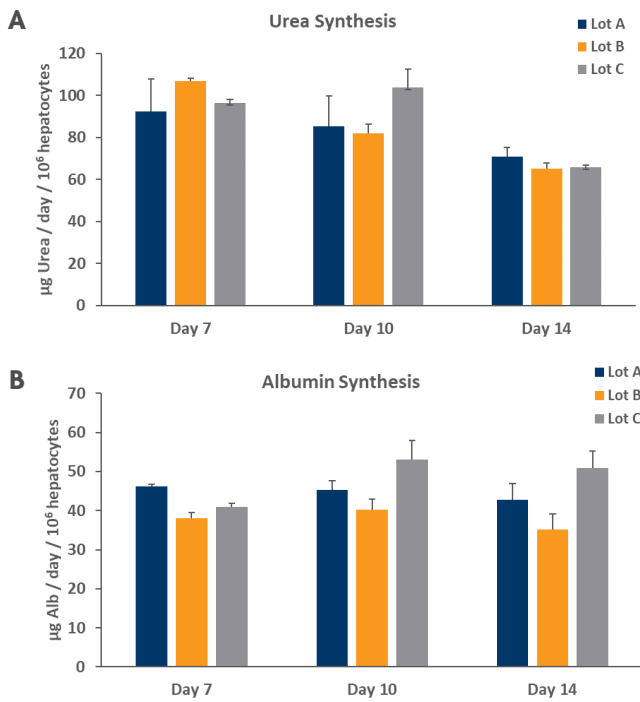 A
Urea Synthesis
Lot A
Lot B
Lot C
µg Urea / day / 10⁶ hepatocytes
120
100
80
60
40
20
0
Day 7
Day 10
Day 14
B
Albumin Synthesis
Lot A
Lot B
Lot C
µg Alb / day / 10⁶ hepatocytes
70
60
50
40
30
20
10
0
Day 7
Day 10
Day 14